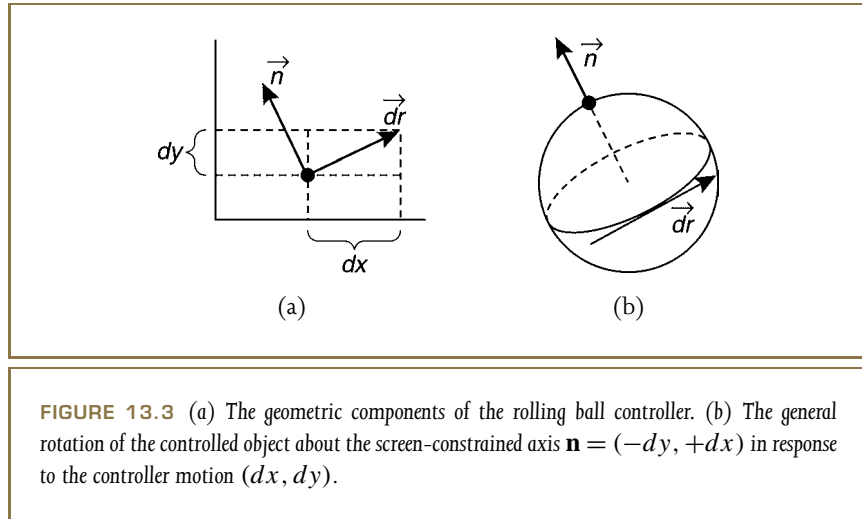 n
dr
dy
dx
(a)
n
dr
(b)
FIGURE 13.3 (a) The geometric components of the rolling ball controller. (b) The general
rotation of the controlled object about the screen-constrained axis n = (−dy, +dx) in response
to the controller motion (dx, dy).